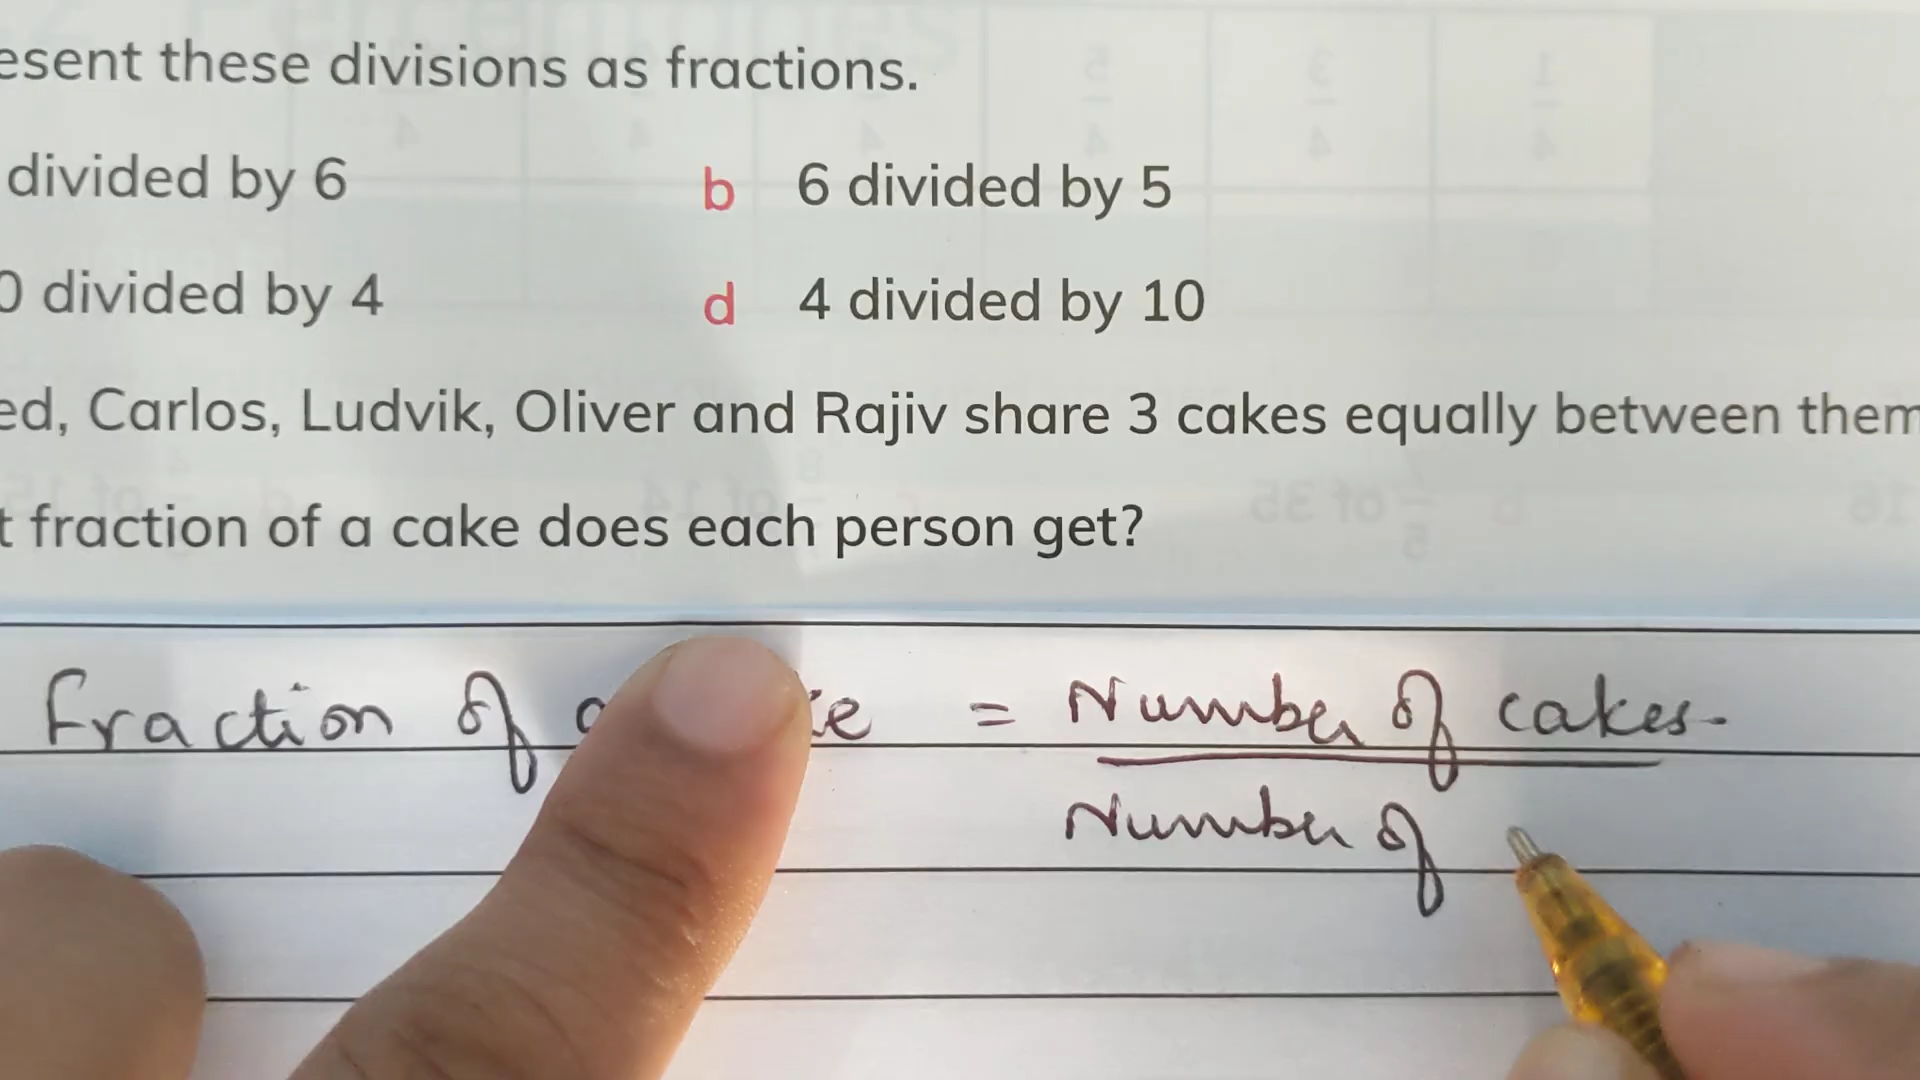 esent these divisions as fractions.
divided by 6 b 6 divided by 5
0 divided by 4 d 4 divided by 10
ed, Carlos, Ludvik, Oliver and Rajiv share 3 cakes equally between them
t fraction of a cake does each person get?
Fraction of = Number of cakes.
Number of